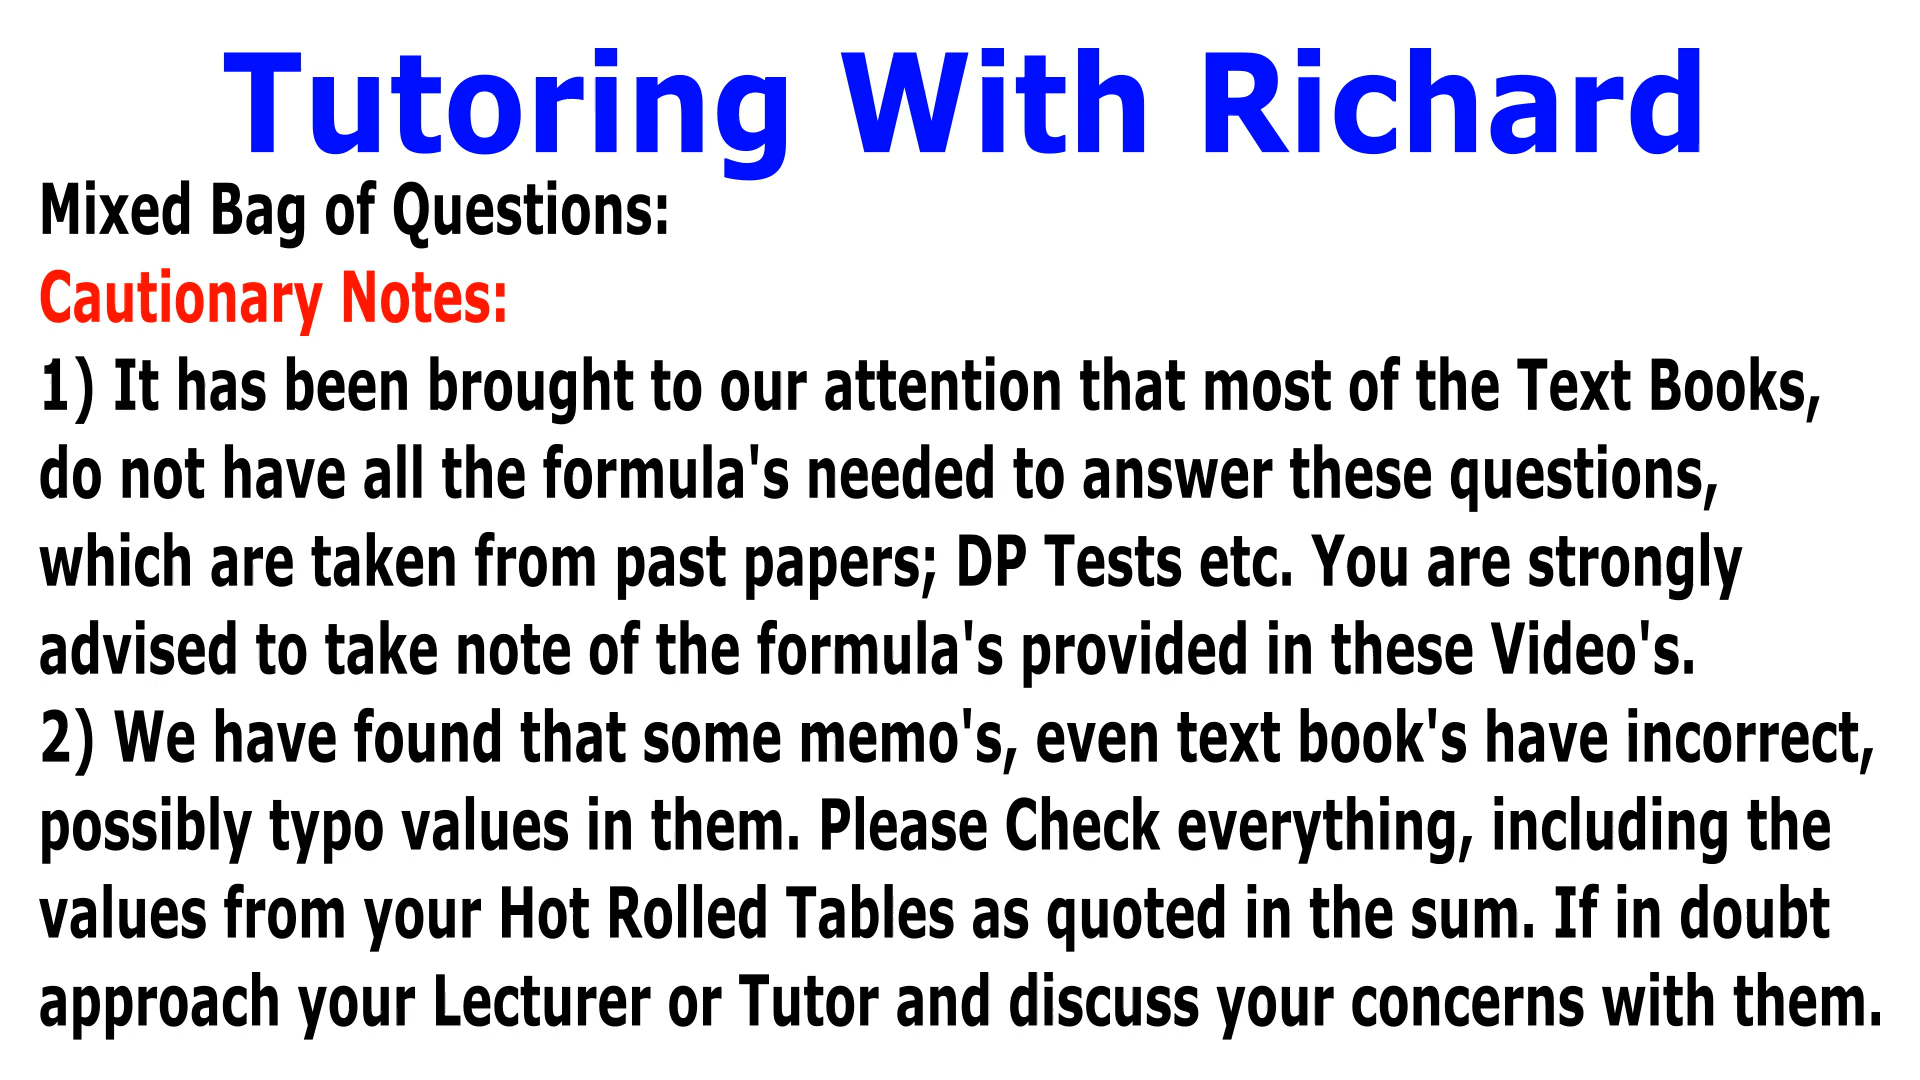 Tutoring With Richard
Mixed Bag of Questions:
Cautionary Notes:
1) It has been brought to our attention that most of the Text Books,
do not have all the formula's needed to answer these questions,
which are taken from past papers; DP Tests etc. You are strongly
advised to take note of the formula's provided in these Video's.
2) We have found that some memo's, even text book's have incorrect,
possibly typo values in them. Please Check everything, including the
values from your Hot Rolled Tables as quoted in the sum. If in doubt
approach your Lecturer or Tutor and discuss your concerns with them.